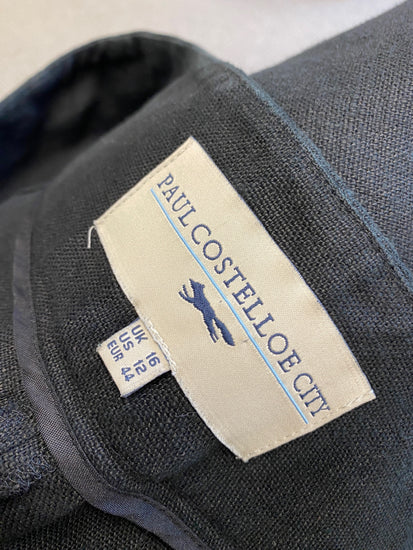 PAUL COSTELLOE CITY
UK 16
US 12
EUR 44